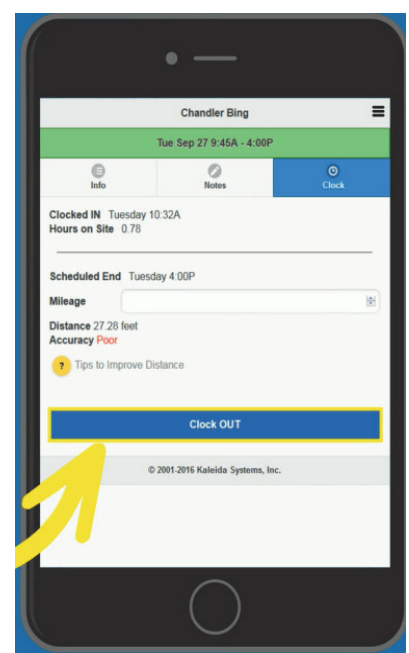 Chandler Bing
Tue Sep 27 9:45A - 4:00P
Info
Notes
Clock
Clocked IN Tuesday 10:32A
Hours on Site 0.78
Scheduled End Tuesday 4:00P
Mileage
Distance 27.28 feet
Accuracy Poor
? Tips to Improve Distance
Clock OUT
© 2001-2016 Kaleida Systems, Inc.